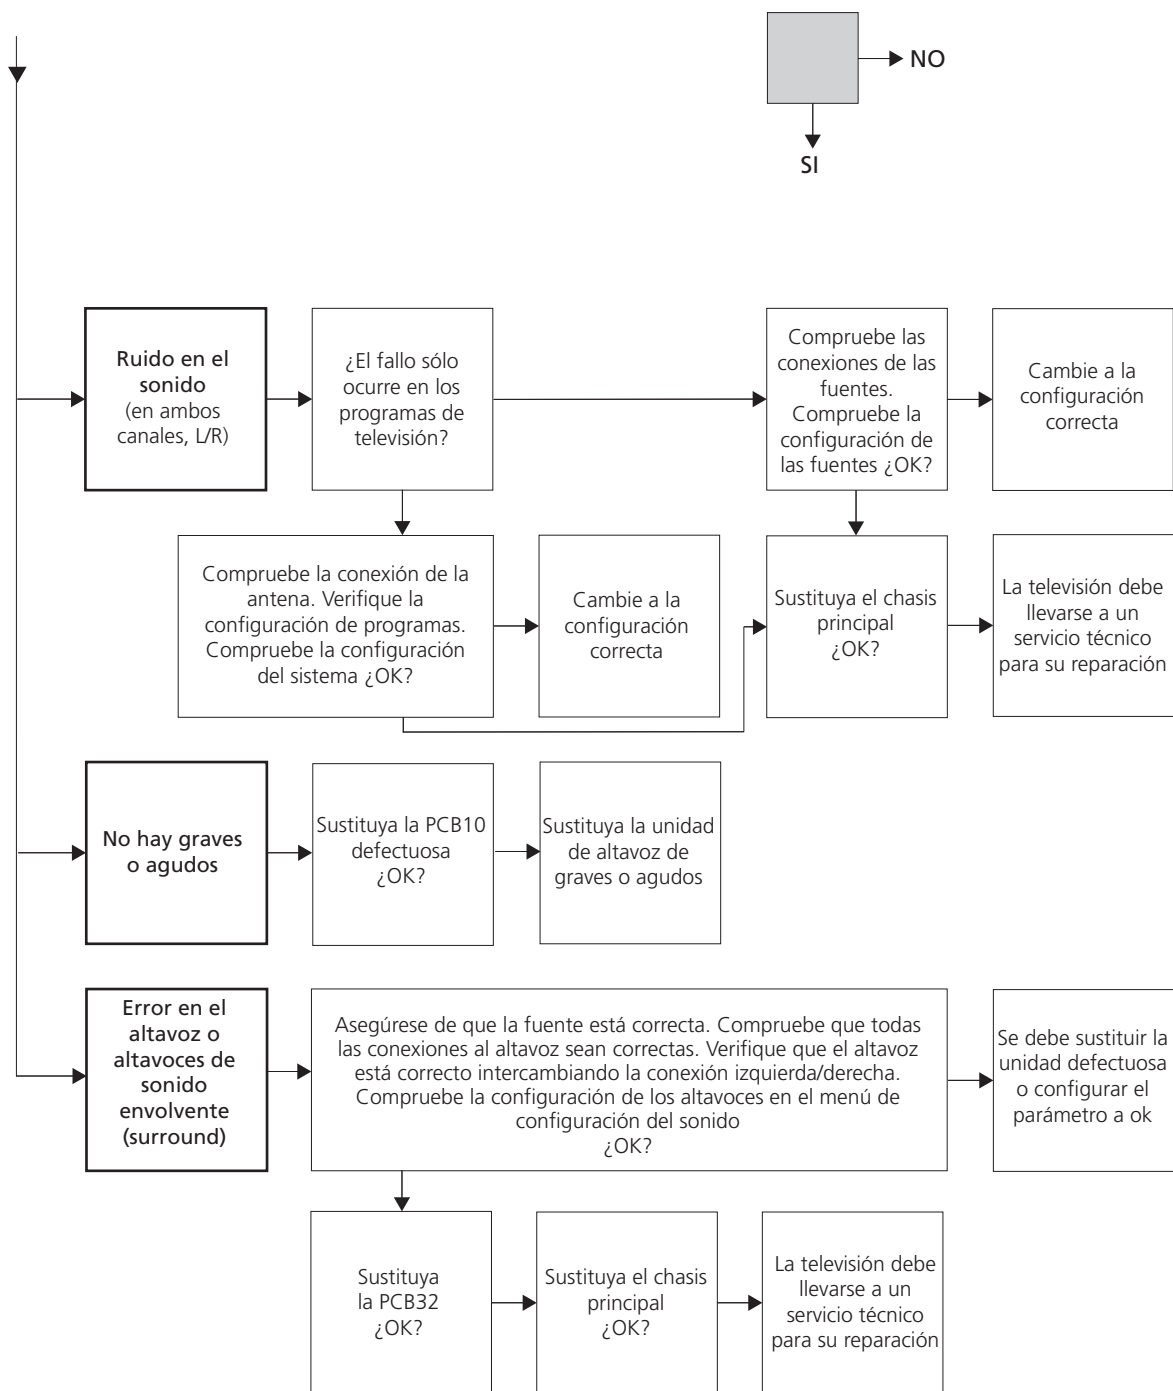 NO
SI
Ruido en el
sonido
(en ambos
canales, L/R)
¿El fallo sólo
ocurre en los
programas de
televisión?
Compruebe las
conexiones de las
fuentes.
Compruebe la
configuración de
las fuentes ¿OK?
Cambie a la
configuración
correcta
Compruebe la conexión de la
antena. Verifique la
configuración de programas.
Compruebe la configuración
del sistema ¿OK?
Cambie a la
configuración
correcta
Sustituya el chasis
principal
¿OK?
La televisión debe
llevarse a un
servicio técnico
para su reparación
No hay graves
o agudos
Sustituya la PCB10
defectuosa
¿OK?
Sustituya la unidad
de altavoz de
graves o agudos
Error en el
altavoz o
altavoces de
sonido
envolvente
(surround)
Asegúrese de que la fuente está correcta. Compruebe que todas
las conexiones al altavoz sean correctas. Verifique que el altavoz
está correcto intercambiando la conexión izquierda/derecha.
Compruebe la configuración de los altavoces en el menú de
configuración del sonido
¿OK?
Se debe sustituir la
unidad defectuosa
o configurar el
parámetro a ok
Sustituya
la PCB32
¿OK?
Sustituya el chasis
principal
¿OK?
La televisión debe
llevarse a un
servicio técnico
para su reparación